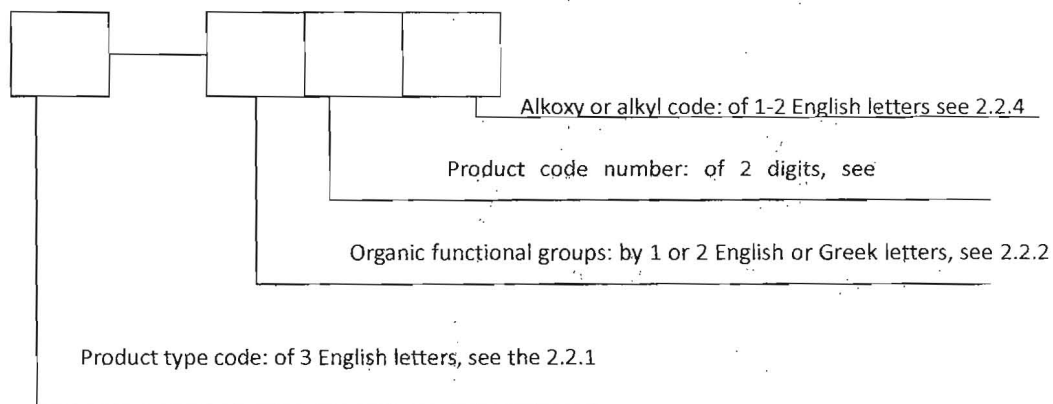 Alkoxy or alkyl code: of 1-2 English letters see 2.2.4
Product code number: of 2 digits, see
Organic functional groups: by 1 or 2 English or Greek letters, see 2.2.2
Product type code: of 3 English letters, see the 2.2.1